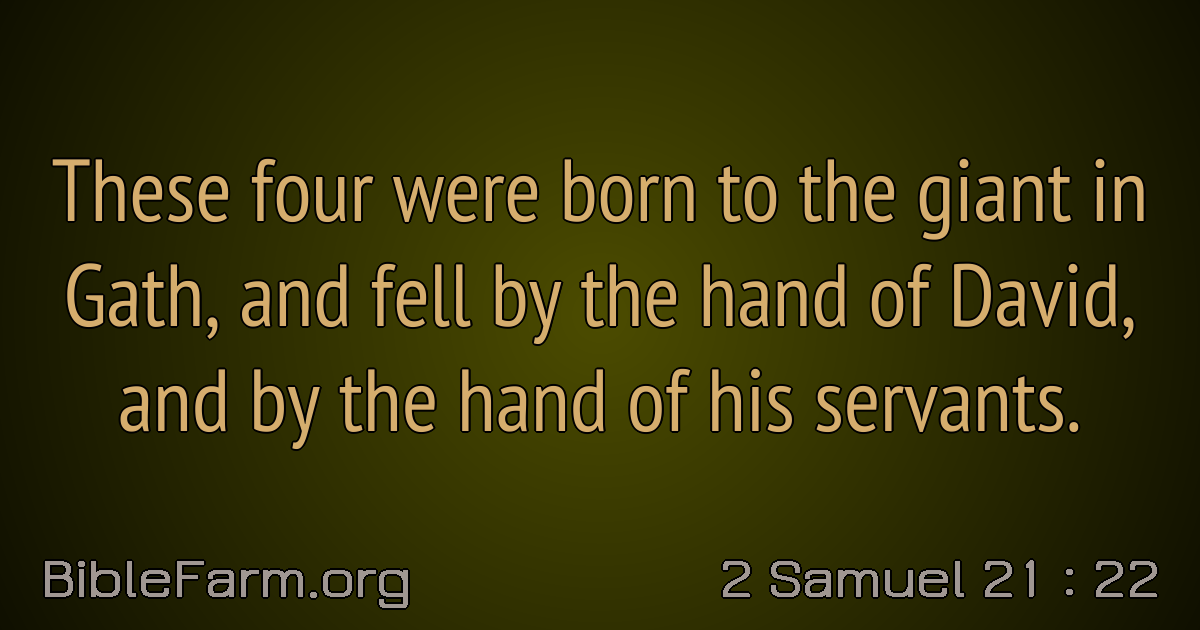 These four were born to the giant in
Gath, and fell by the hand of David,
and by the hand of his servants.
BibleFarm.org
2 Samuel 21 : 22